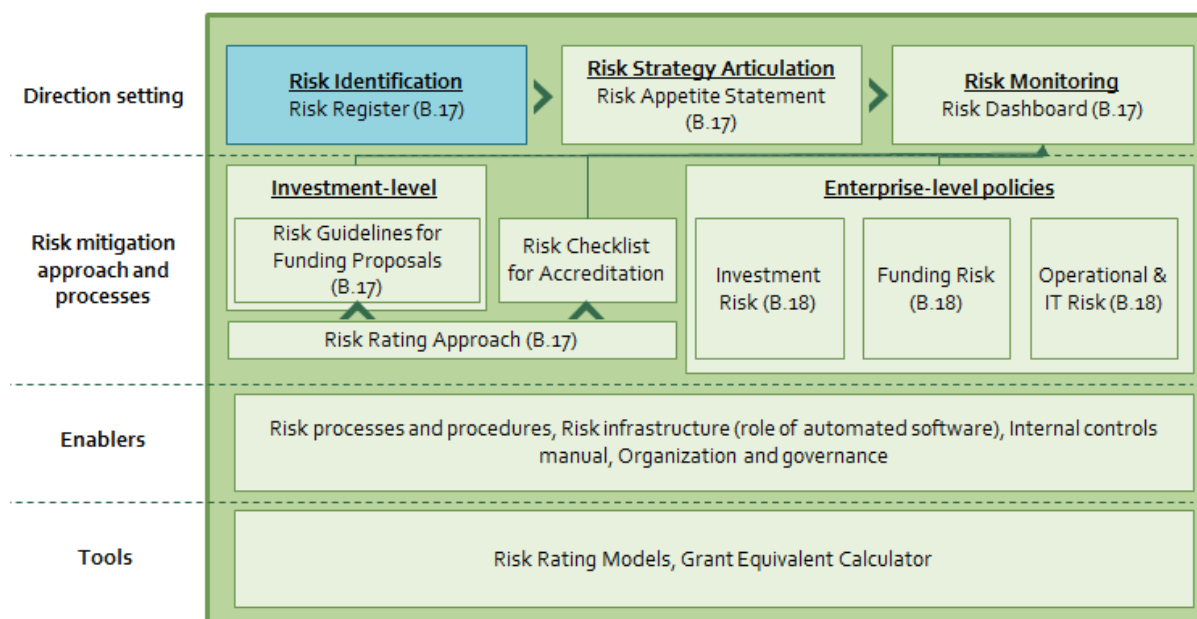 Direction setting
Risk Identification
Risk Register (B.17)
Risk Strategy Articulation
Risk Appetite Statement
(B.17)
Risk Monitoring
Risk Dashboard (B.17)
Risk mitigation
approach and
processes
Investment-level
Risk Guidelines for
Funding Proposals
(B.17)
Risk Checklist
for Accreditation
Risk Rating Approach (B.17)
Enterprise-level policies
Investment
Risk (B.18)
Funding Risk
(B.18)
Operational &
IT Risk (B.18)
Enablers
Risk processes and procedures, Risk infrastructure (role of automated software), Internal controls
manual, Organization and governance
Tools
Risk Rating Models, Grant Equivalent Calculator